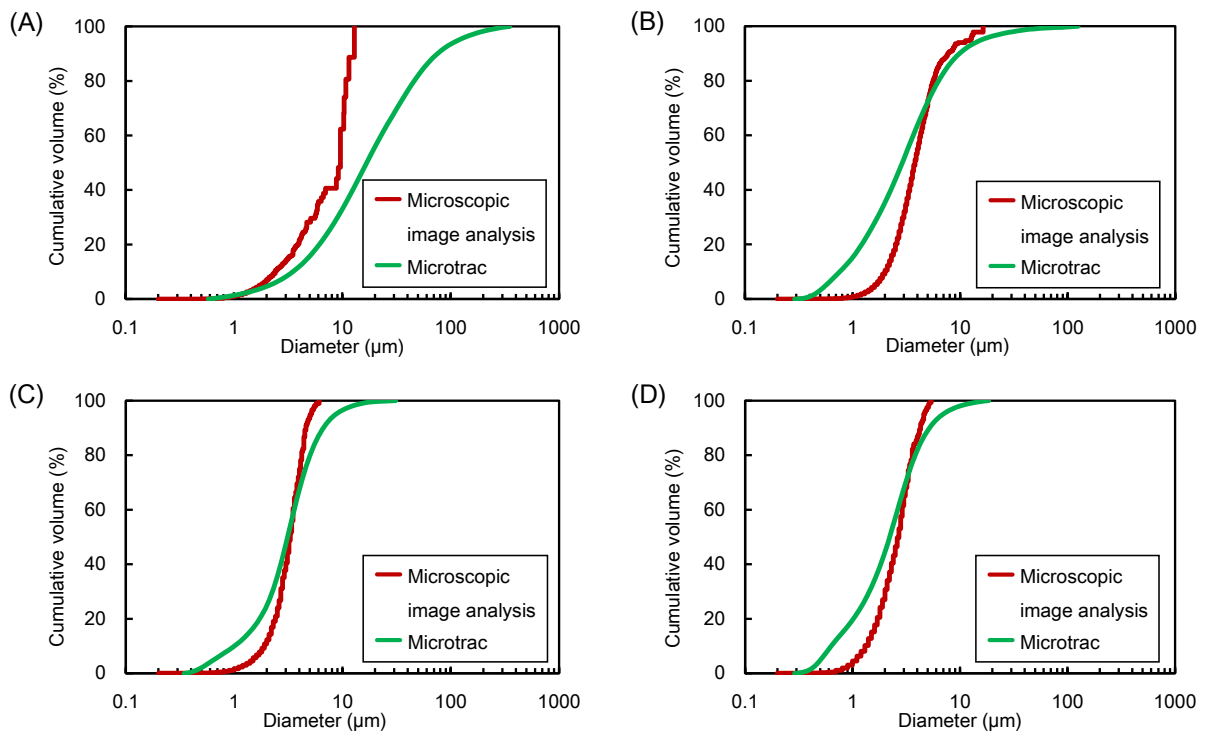 (A)
Cumulative volume (%)
100
80
60
40
20
0
0.1 1 10 100 1000
Diameter (µm)
Microscopic
image analysis
Microtrac
(B)
Cumulative volume (%)
100
80
60
40
20
0
0.1 1 10 100 1000
Diameter (µm)
Microscopic
image analysis
Microtrac
(C)
Cumulative volume (%)
100
80
60
40
20
0
0.1 1 10 100 1000
Diameter (µm)
Microscopic
image analysis
Microtrac
(D)
Cumulative volume (%)
100
80
60
40
20
0
0.1 1 10 100 1000
Diameter (µm)
Microscopic
image analysis
Microtrac